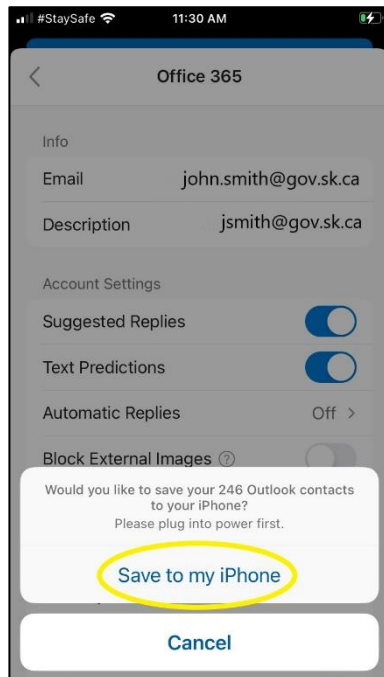 #StaySafe 11:30 AM
Office 365
Info
Email john.smith@gov.sk.ca
Description jsmith@gov.sk.ca
Account Settings
Suggested Replies
Text Predictions
Automatic Replies Off
Block External Images ?
Would you like to save your 246 Outlook contacts
to your iPhone?
Please plug into power first.
Save to my iPhone
Cancel